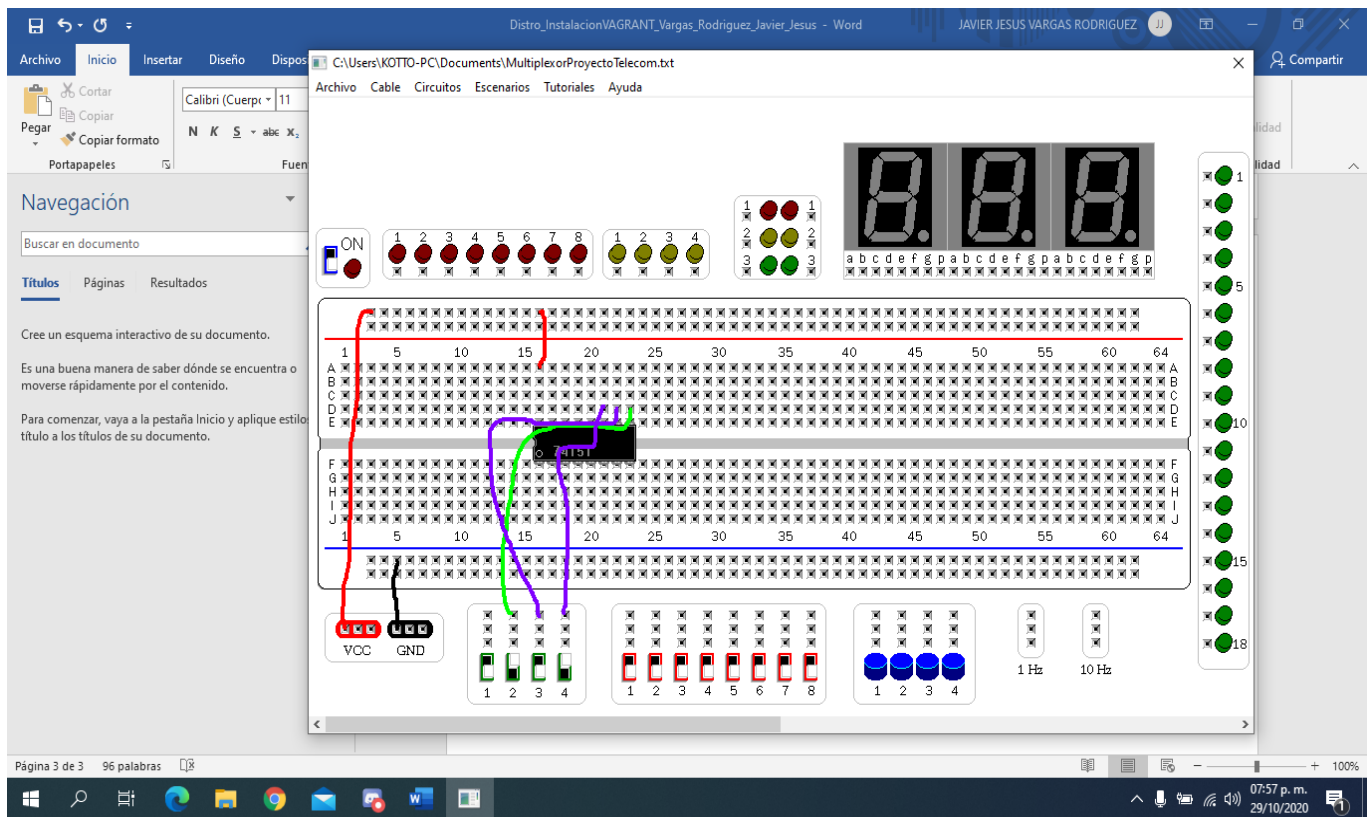 Distro_InstalacionVAGRANT_Vargas_Rodriguez_Javier_Jesus - Word
JAVIER JESUS VARGAS RODRIGUEZ
JJ
Archivo Inicio Insertar Diseño Dispos
Compartir
Cortar
Copiar
Copiar formato
Pegar
Portapapeles
Calibri (Cuerpo 11
N K S abc x₂
Fuen
lidad
lidad
Navegación
Buscar en documento
Títulos Páginas Resultados
Cree un esquema interactivo de su documento.
Es una buena manera de saber dónde se encuentra o
moverse rápidamente por el contenido.
Para comenzar, vaya a la pestaña Inicio y aplique estilo
título a los títulos de su documento.
C:\Users\KOTTO-PC\Documents\MultiplexorProyectoTelecom.txt
Archivo Cable Circuitos Escenarios Tutoriales Ayuda
ON
1 2 3 4 5 6 7 8
1 2 3 4
1 1
2 2
3 3
a b c d e f g p a b c d e f g p a b c d e f g p
1
5
10
15
18
1 5 10 15 20 25 30 35 40 45 50 55 60 64
A A
B B
C C
D D
E E
74151
F F
G G
H H
I I
J J
1 5 10 15 20 25 30 35 40 45 50 55 60 64
VCC GND
1 2 3 4
1 2 3 4 5 6 7 8
1 2 3 4
1 Hz
10 Hz
Página 3 de 3 96 palabras
100%
07:57 p. m.
29/10/2020
1